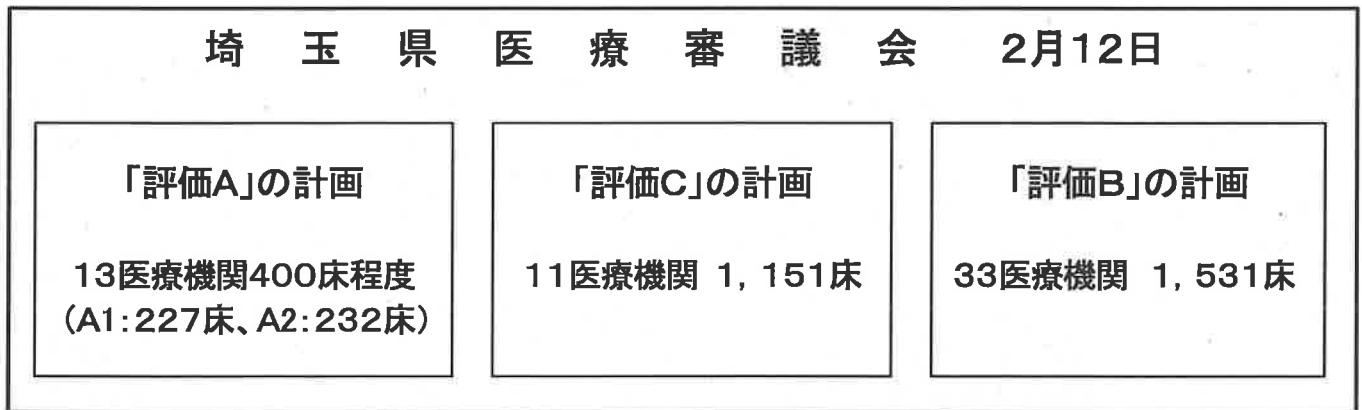 埼玉県医療審議会 2月12日
「評価A」の計画
13医療機関400床程度
(A1:227床、A2:232床)
「評価C」の計画
11医療機関 1,151床
「評価B」の計画
33医療機関 1,531床